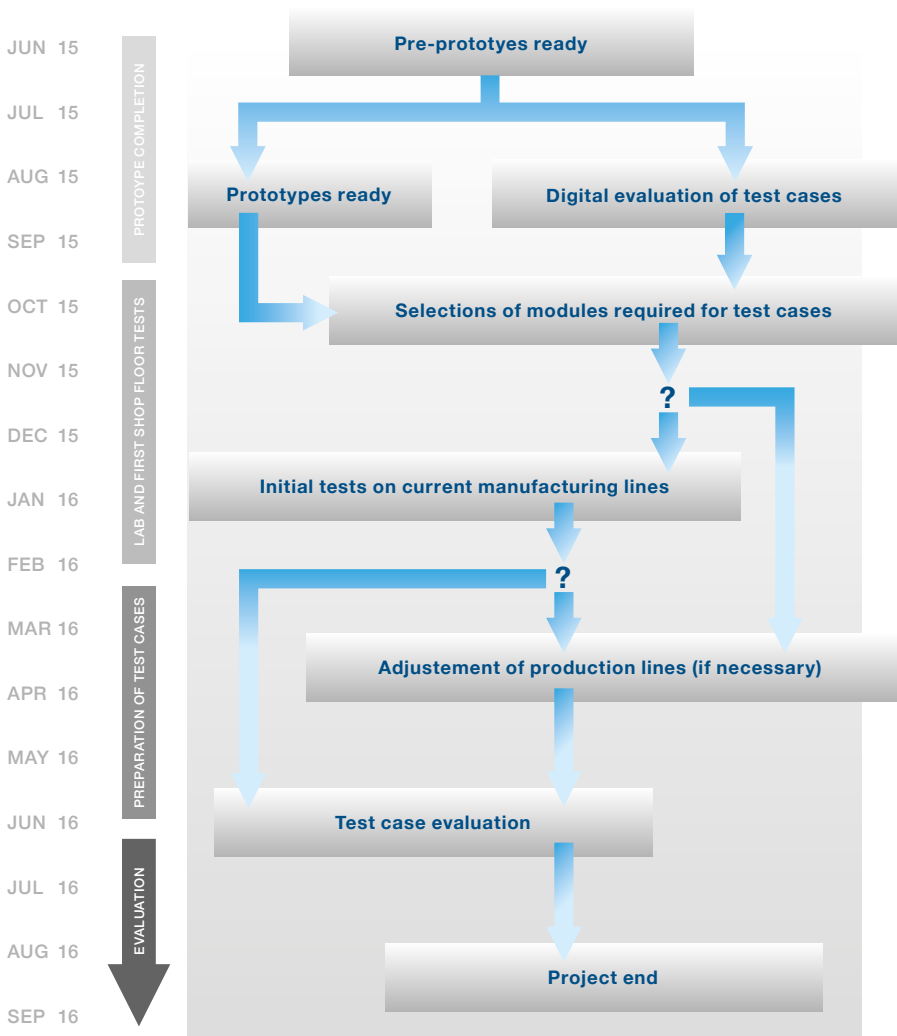 JUN 15
JUL 15
AUG 15
SEP 15
OCT 15
NOV 15
DEC 15
JAN 16
FEB 16
MAR 16
APR 16
MAY 16
JUN 16
JUL 16
AUG 16
SEP 16
PROTOYPE COMPLETION
LAB AND FIRST SHOP FLOOR TESTS
PREPARATION OF TEST CASES
EVALUATION
Pre-prototyes ready
Prototypes ready
Digital evaluation of test cases
Selections of modules required for test cases
?
Initial tests on current manufacturing lines
?
Adjustement of production lines (if necessary)
Test case evaluation
Project end